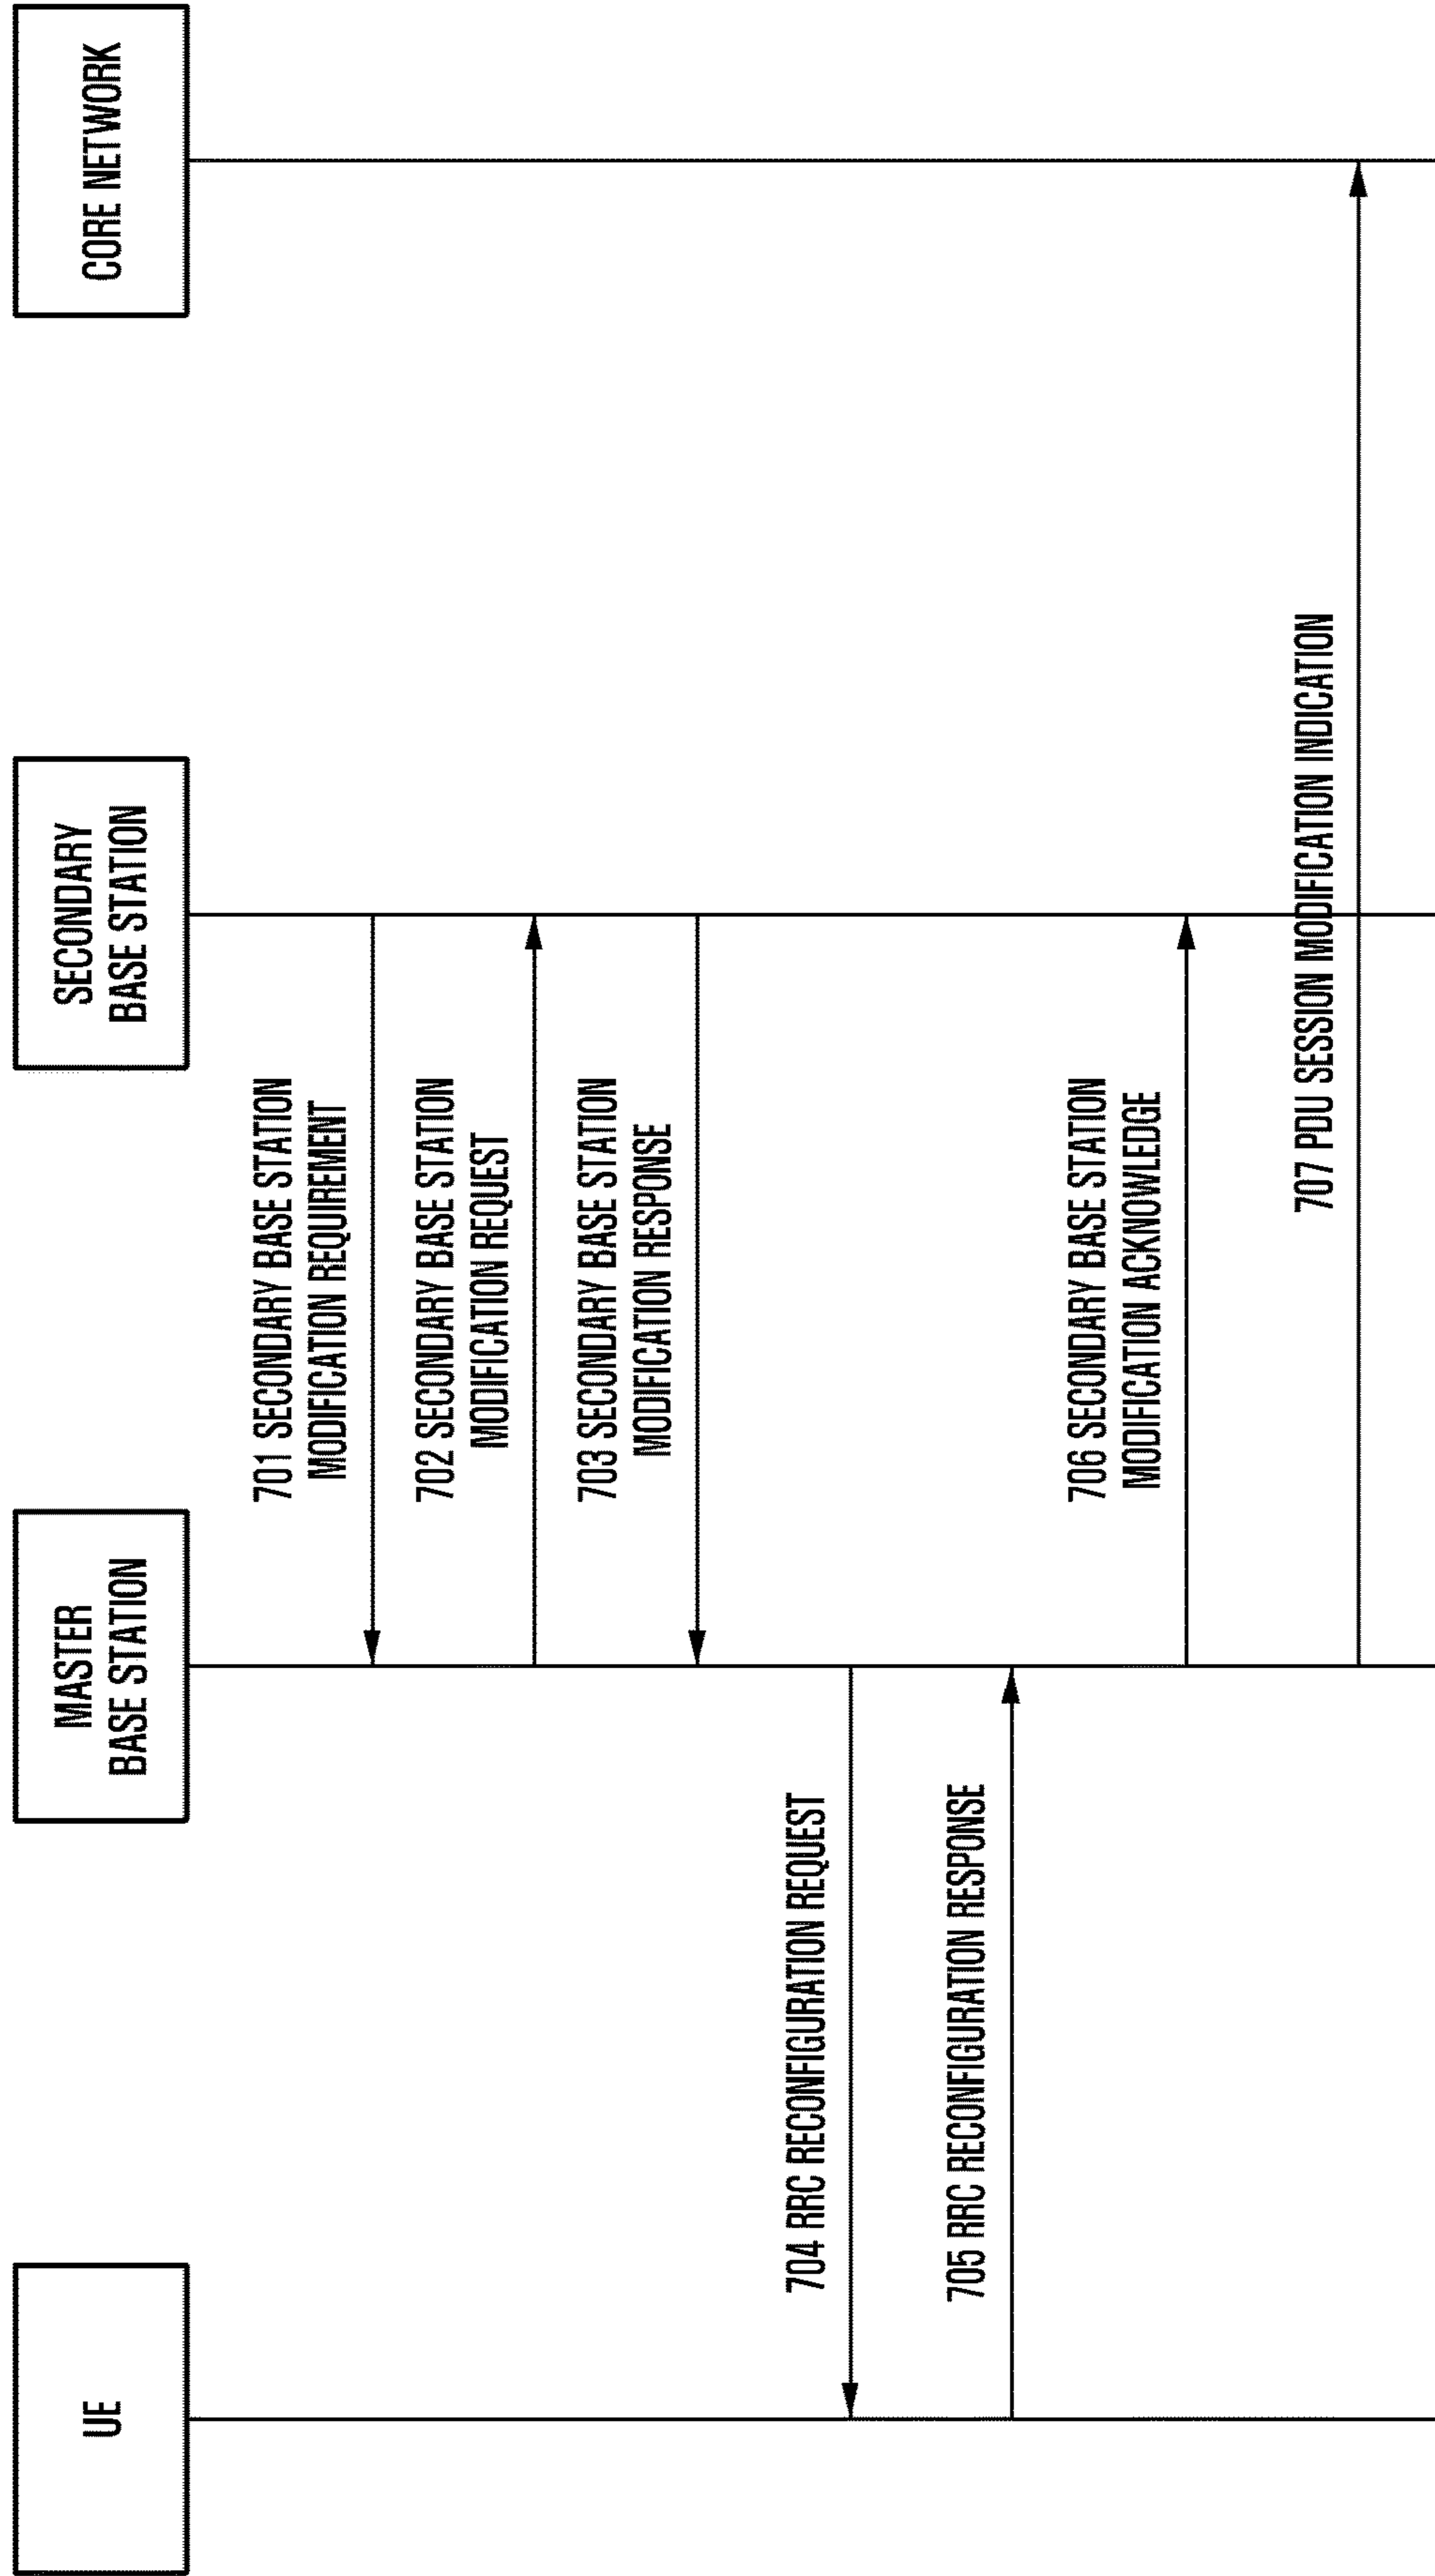 UE
MASTER
BASE STATION
SECONDARY
BASE STATION
CORE NETWORK
701 SECONDARY BASE STATION
MODIFICATION REQUIREMENT
702 SECONDARY BASE STATION
MODIFICATION REQUEST
703 SECONDARY BASE STATION
MODIFICATION RESPONSE
704 RRC RECONFIGURATION REQUEST
705 RRC RECONFIGURATION RESPONSE
706 SECONDARY BASE STATION
MODIFICATION ACKNOWLEDGE
707 PDU SESSION MODIFICATION INDICATION